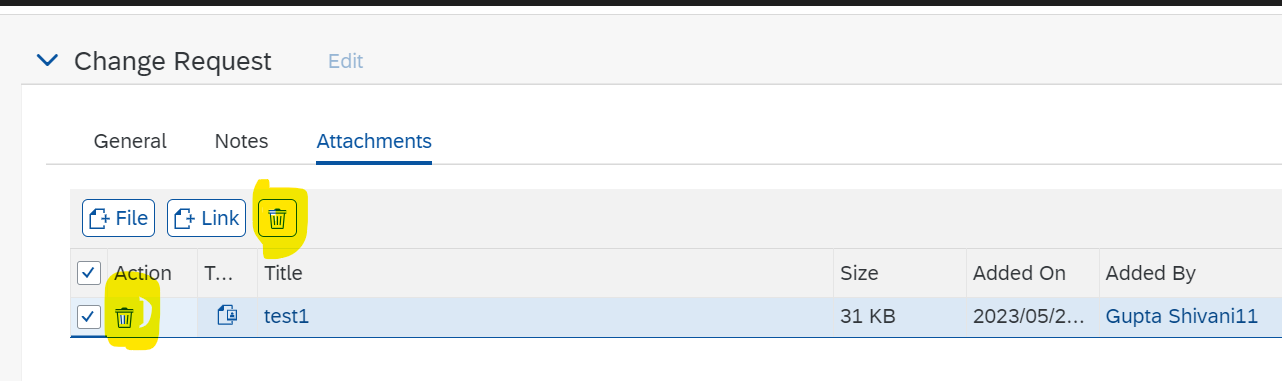 Change Request Edit
General Notes Attachments
File Link
Action T... Title Size Added On Added By
test1 31 KB 2023/05/2... Gupta Shivani11